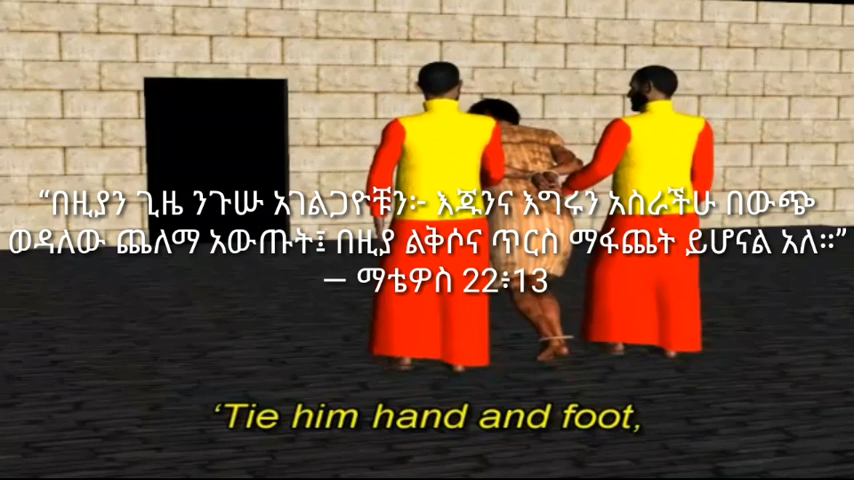 “በዚያን ጊዜ ንጉሡ አገልጋዮቹን፦ እጁንና እግሩን አስራችሁ በውጭ
ወዳለው ጨለማ አውጡት፤ በዚያ ልቅሶና ጥርስ ማፋጨት ይሆናል አለ።”
— ማቴዎስ 22፥13
‘Tie him hand and foot,